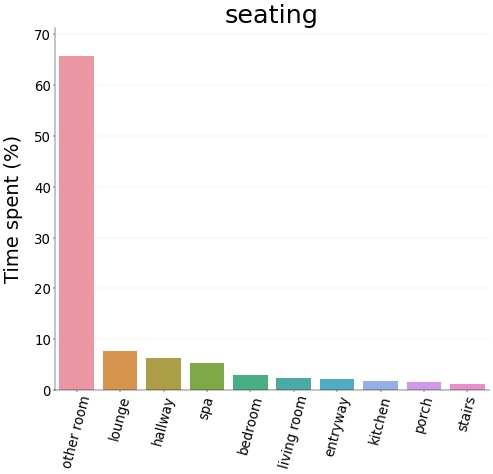 seating
Time spent (%)
70
60
50
40
30
20
10
0
other room
lounge
hallway
spa
bedroom
living room
entryway
kitchen
porch
stairs